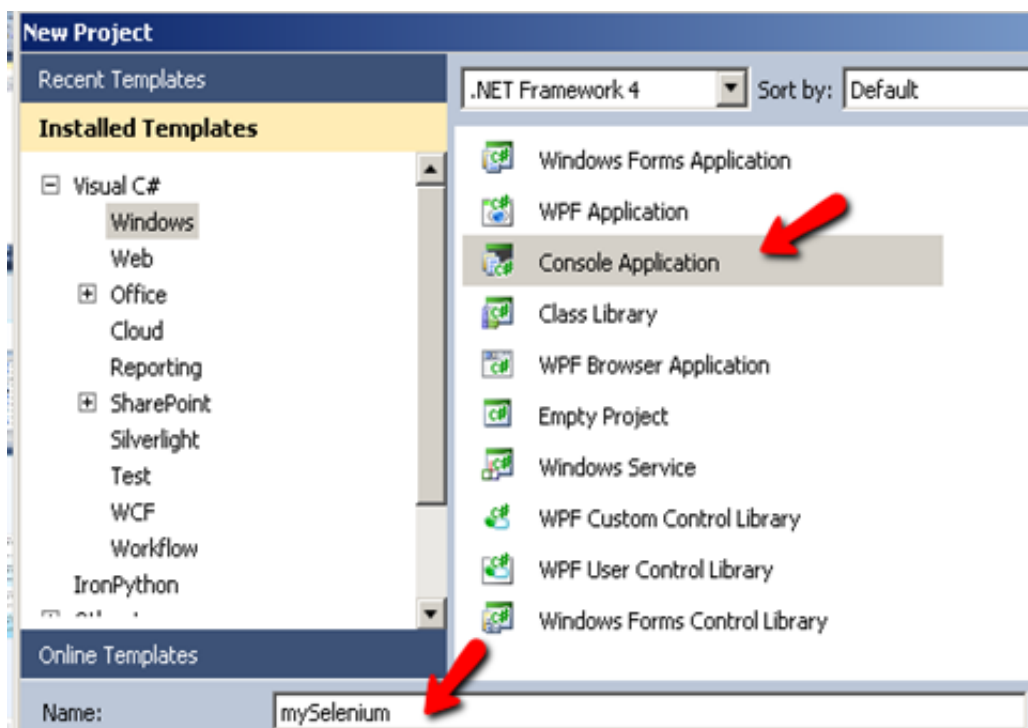 New Project
Recent Templates
Installed Templates
Visual C#
Windows
Web
Office
Cloud
Reporting
SharePoint
Silverlight
Test
WCF
Workflow
IronPython
Online Templates
.NET Framework 4 Sort by: Default
Windows Forms Application
WPF Application
Console Application
Class Library
WPF Browser Application
Empty Project
Windows Service
WPF Custom Control Library
WPF User Control Library
Windows Forms Control Library
Name: mySelenium